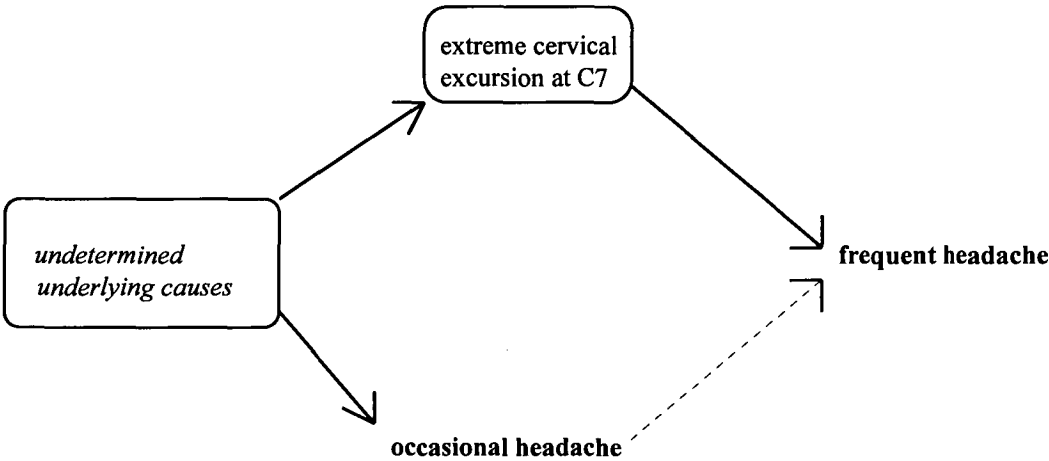 extreme cervical
excursion at C7
undetermined
underlying causes
frequent headache
occasional headache